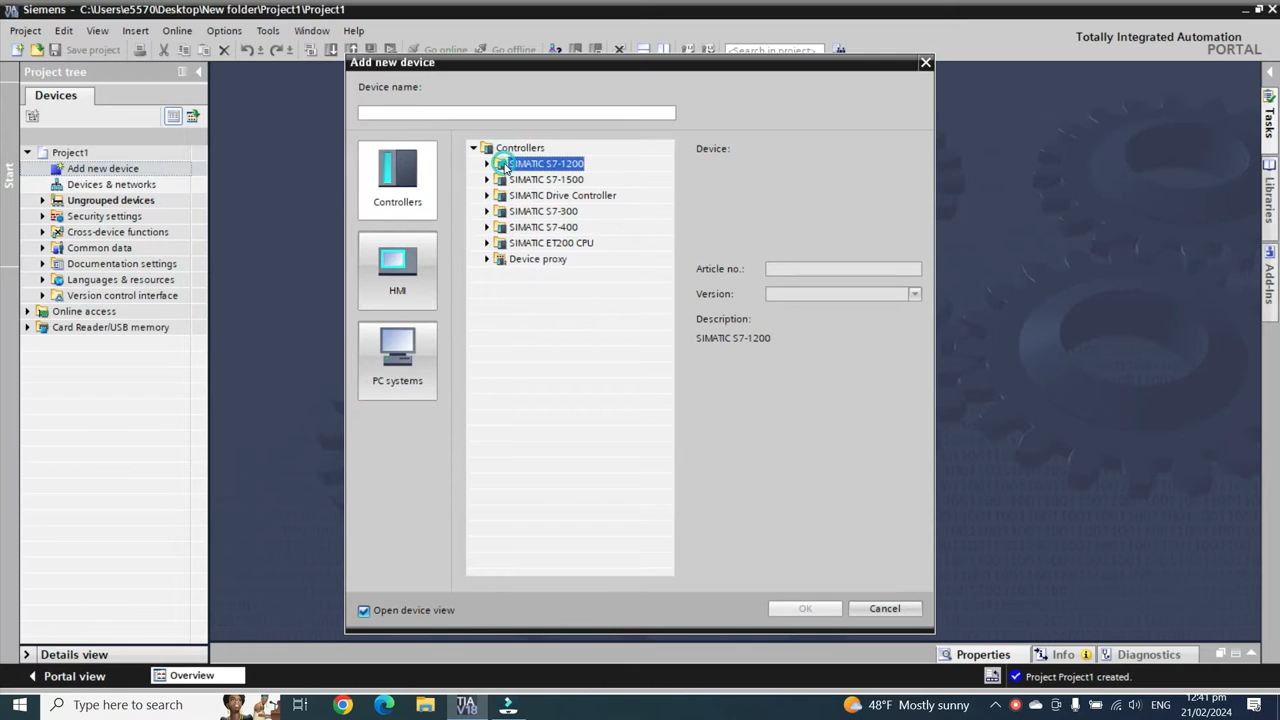 Siemens - C:\Users\e5570\Desktop\New folder\Project1\Project1
Project Edit View Insert Online Options Tools Window Help
Save project Go online Go offline <Search in project>
Totally Integrated Automation
PORTAL
Project tree
Devices
Start
Project1
Add new device
Devices & networks
Ungrouped devices
Security settings
Cross-device functions
Common data
Documentation settings
Languages & resources
Version control interface
Online access
Card Reader/USB memory
Add new device
Device name:
Controllers
HMI
PC systems
Controllers
SIMATIC S7-1200
SIMATIC S7-1500
SIMATIC Drive Controller
SIMATIC S7-300
SIMATIC S7-400
SIMATIC ET200 CPU
Device proxy
Device:
Article no.:
Version:
Description:
SIMATIC S7-1200
Open device view
OK Cancel
Tasks
Libraries
Add-Ins
Details view
Properties Info Diagnostics
Portal view Overview
Project Project1 created.
Type here to search
TIA V18
48°F Mostly sunny
ENG
12:41 pm
21/02/2024